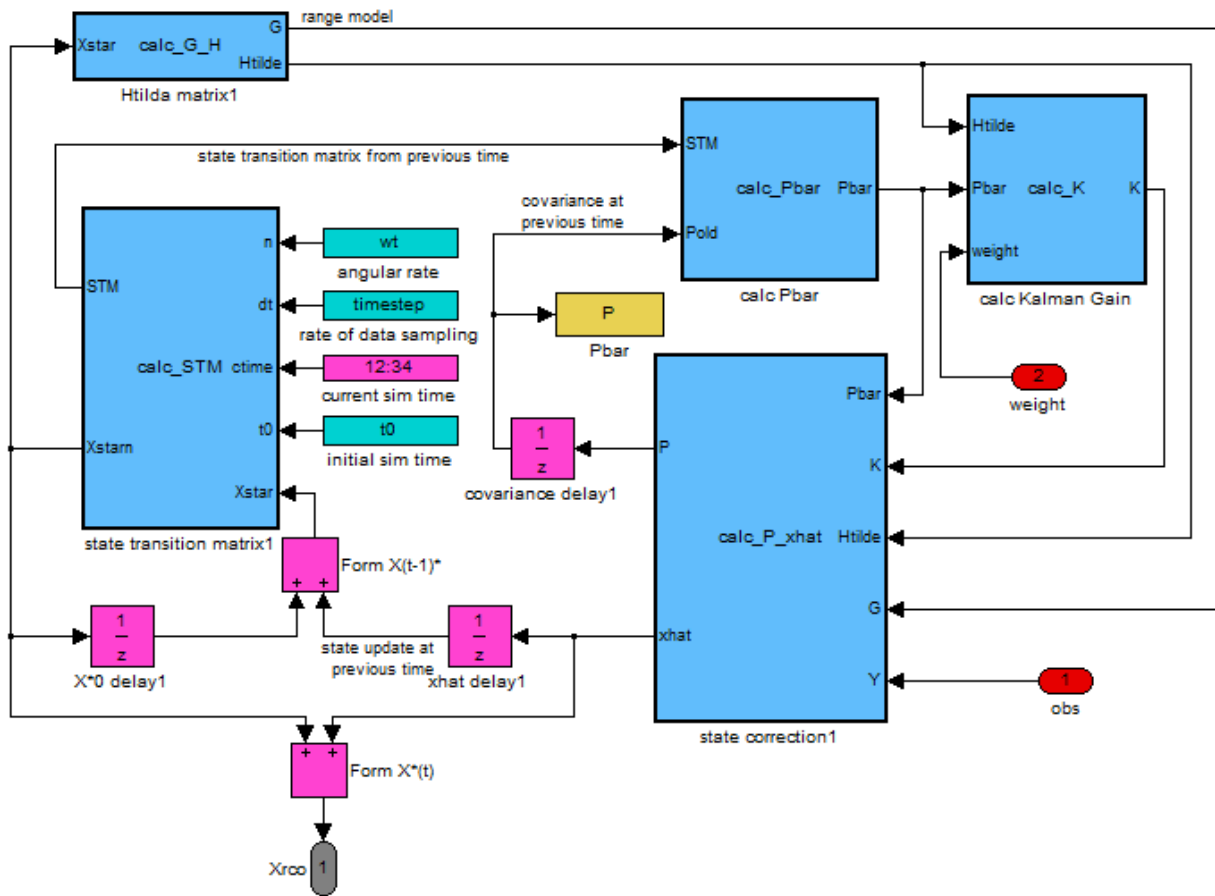 range model
G
Xstar calc_G_H
Htilde
Htilda matrix1
state transition matrix from previous time
STM
calc_Pbar Pbar
Pold
calc Pbar
Htilde
Pbar calc_K K
weight
calc Kalman Gain
covariance at
previous time
n
STM
dt
calc_STM ctime
t0
Xstarn
Xstar
state transition matrix1
wt
angular rate
timestep
rate of data sampling
12:34
current sim time
t0
initial sim time
P
Pbar
2
weight
1
z
covariance delay1
Pbar
P
K
calc_P_xhat Htilde
G
xhat
Y
state correction1
Form X(t-1)*
+ +
1
z
X*0 delay1
state update at
previous time
1
z
xhat delay1
1
obs
+ +
Form X*(t)
Xrco 1